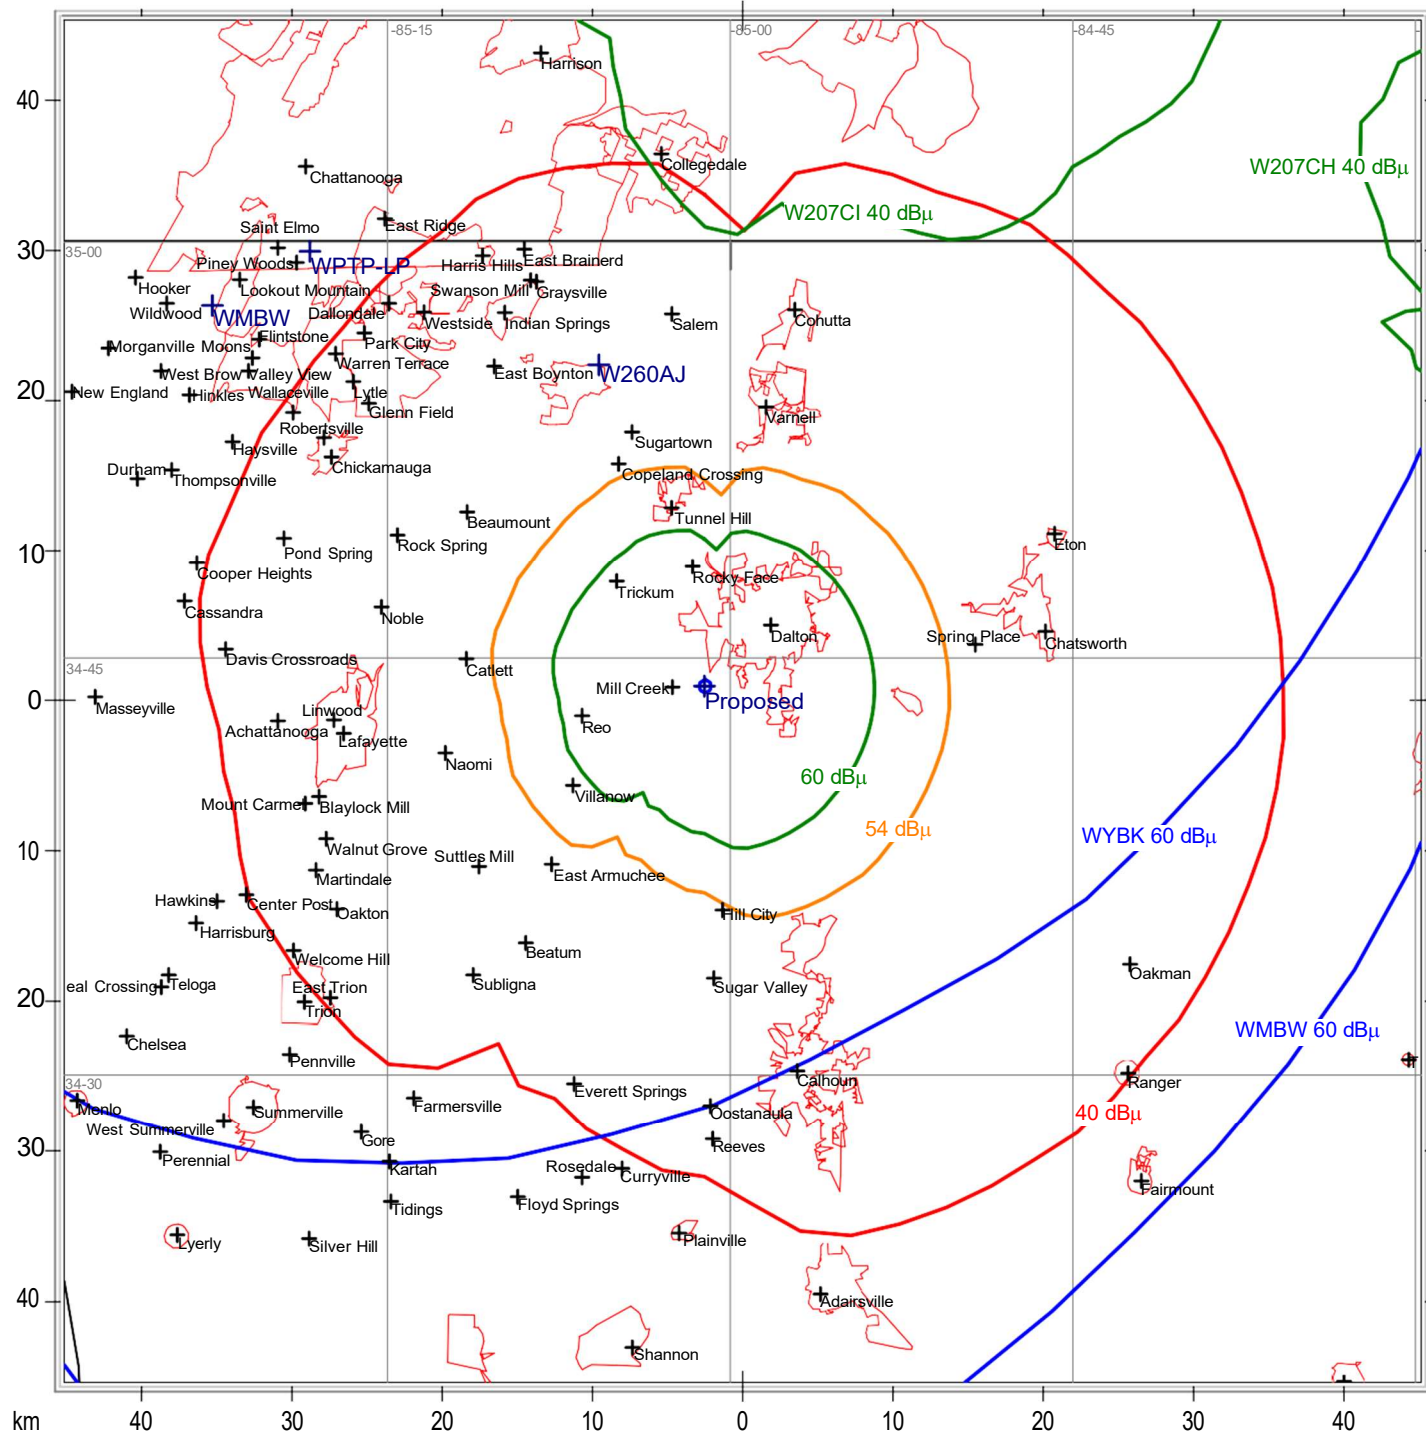 -85-15
-85-00
-84-45
Harrison
40
W207CH 40 dBµ
Collegedale
Chattanooga
W207CI 40 dBµ
East Ridge
Saint Elmo
30
35-00
Piney Woods
WPTP-LP
Harris Hills
East Brainerd
Hooker
Lookout Mountain
Swanson Mill
Graysville
Wildwood
WMBW
Dallondale
Westside
Indian Springs
Salem
Cohutta
Flintstone
Morganville
Moons
Park City
Warren Terrace
West Brow
Valley View
East Boynton
W260AJ
20
New England
Hinkles
Wallaceville
Lytle
Glenn Field
Varnell
Robertsville
Sugartown
Haysville
Chickamauga
Durham
Thompsonville
Copeland Crossing
Beaumount
Tunnel Hill
10
Pond Spring
Rock Spring
Eton
Cooper Heights
Rocky Face
Trickum
Cassandra
Noble
Dalton
Spring Place
Chatsworth
Davis Crossroads
34-45
Catlett
0
Mill Creek
Proposed
Masseyville
Linwood
Achattanooga
Lafayette
Reo
Naomi
60 dBµ
Mount Carmel
Blaylock Mill
Villanow
54 dBµ
WYBK 60 dBµ
10
Walnut Grove
Suttles Mill
Martindale
East Armuchee
Hawkins
Center Post
Oakton
Hill City
Harrisburg
Beatum
Welcome Hill
Oakman
eal Crossing
Teloga
East Trion
Subligna
Sugar Valley
20
Trion
WMBW 60 dBµ
Chelsea
Pennville
34-30
Calhoun
Ranger
Everett Springs
Menlo
Summerville
Farmersville
Oostanaula
40 dBµ
West Summerville
Gore
Reeves
30
Perennial
Kartah
Rosedale
Curryville
Fairmount
Tidings
Floyd Springs
Lyerly
Silver Hill
Plainville
40
Adairsville
Shannon
km
40
30
20
10
0
10
20
30
40